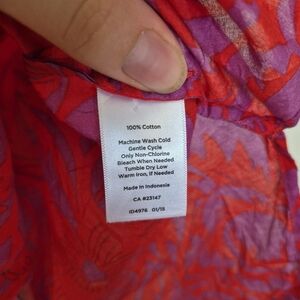 100% Cotton
Machine Wash Cold
Gentle Cycle
Only Non-Chlorine
Bleach When Needed
Tumble Dry Low
Warm Iron, If Needed
Made in Indonesia
CA #23147
ID4976 01/15